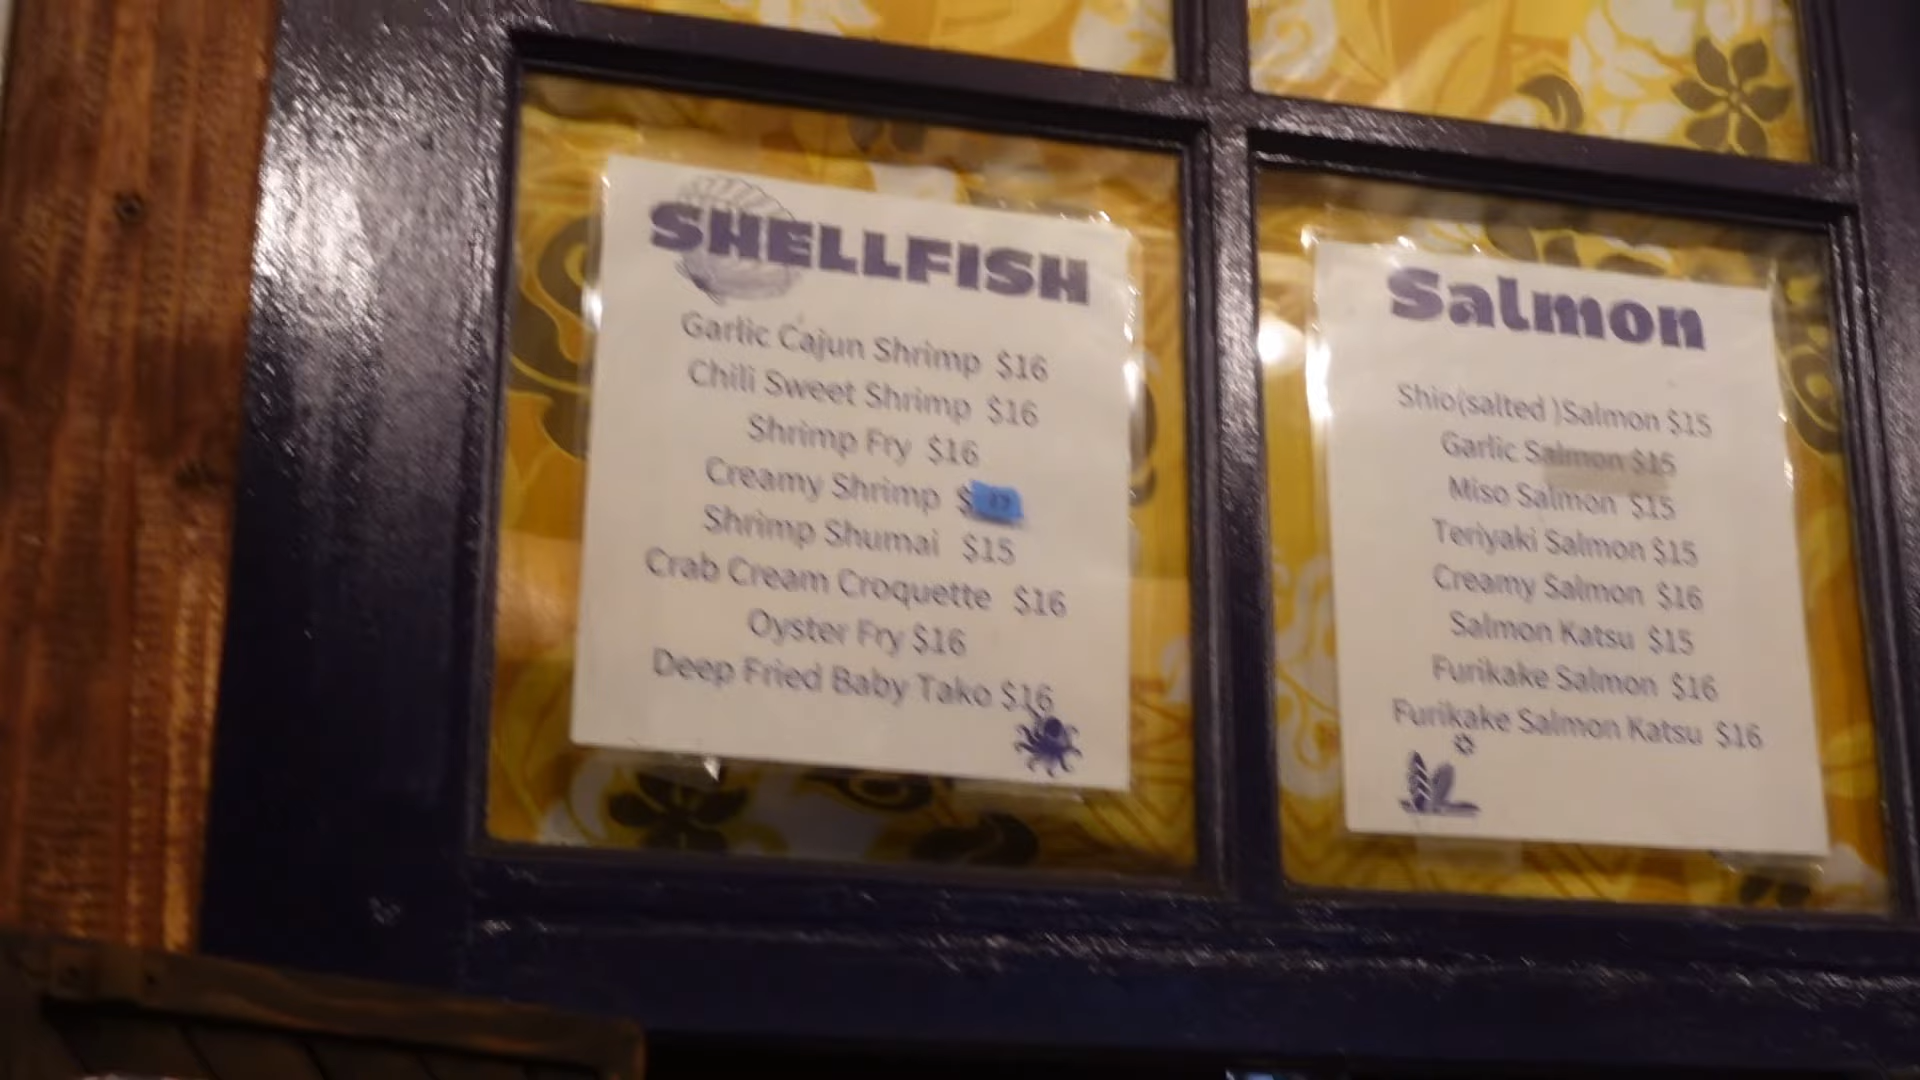 SHELLFISH
Garlic Cajun Shrimp $16
Chili Sweet Shrimp $16
Shrimp Fry $16
Creamy Shrimp $
Shrimp Shumai $15
Crab Cream Croquette $16
Oyster Fry $16
Deep Fried Baby Tako $16
Salmon
Shio(salted )Salmon $15
Garlic Salmon $15
Miso Salmon $15
Teriyaki Salmon $15
Creamy Salmon $16
Salmon Katsu $15
Furikake Salmon $16
Furikake Salmon Katsu $16